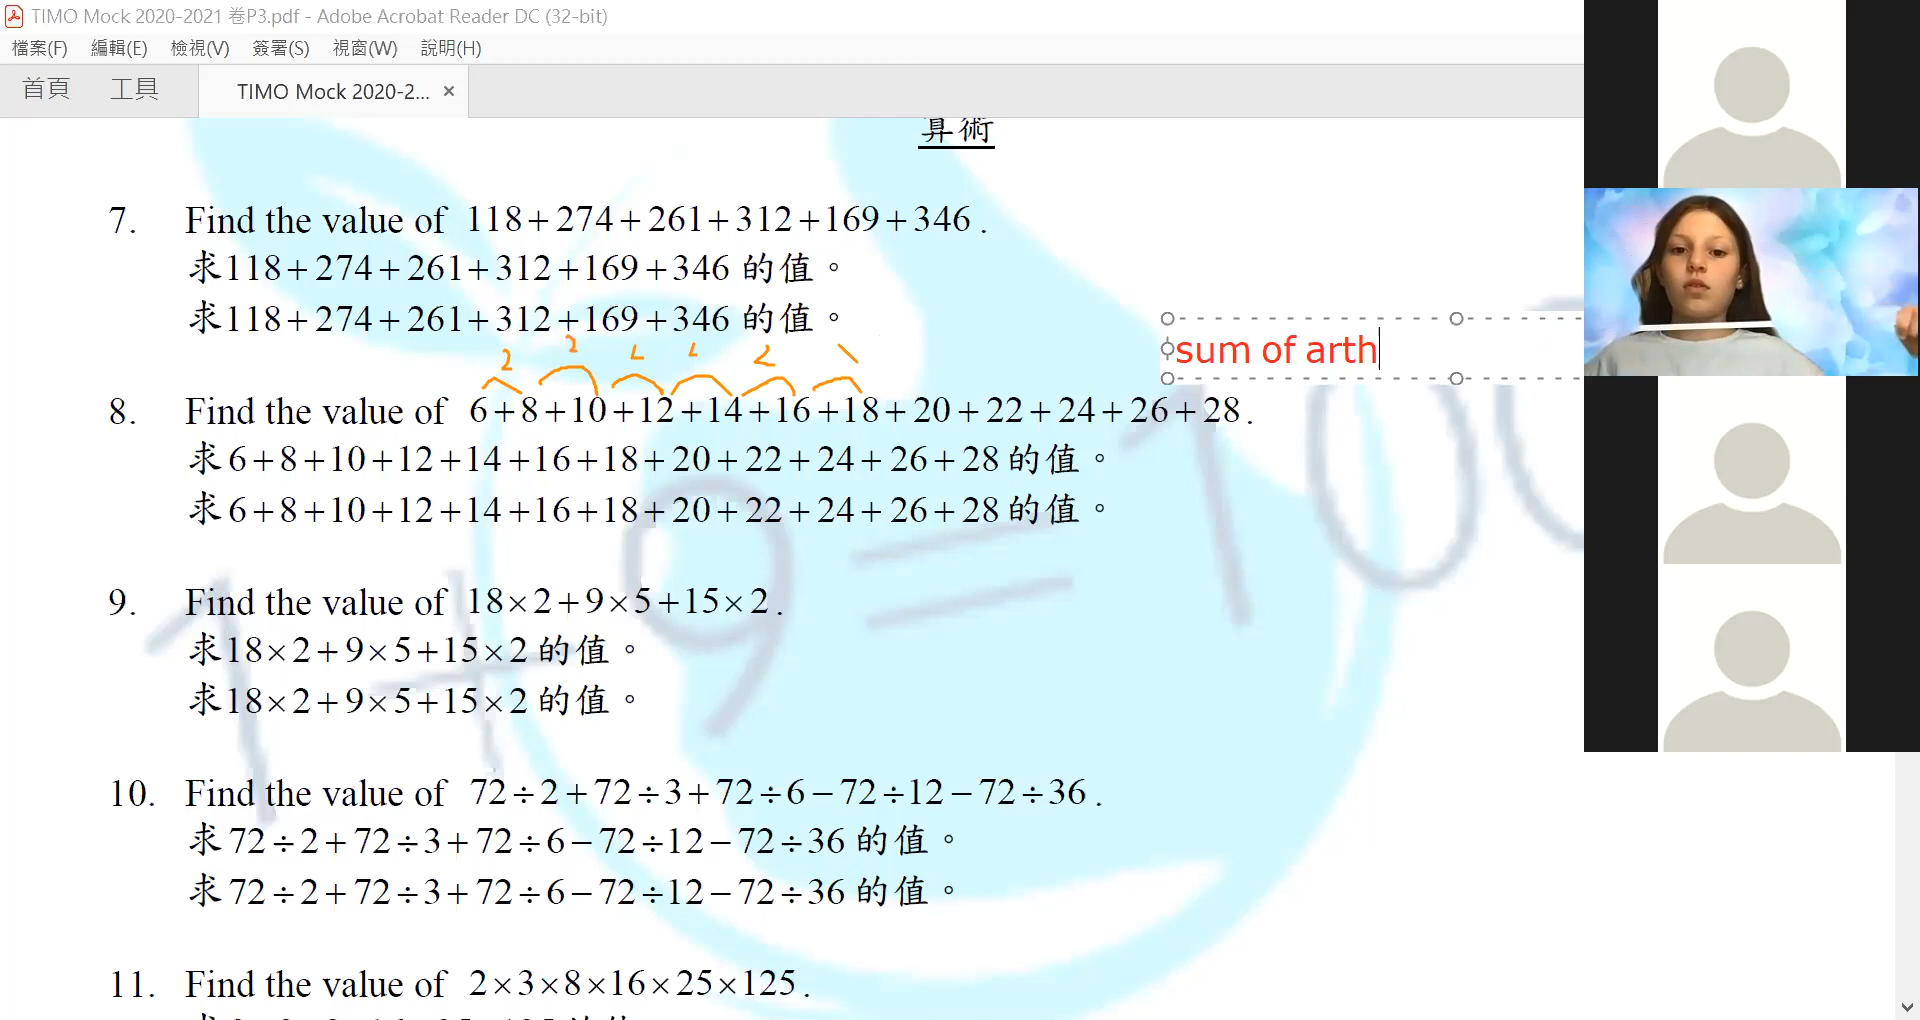 TIMO Mock 2020-2021 卷P3.pdf - Adobe Acrobat Reader DC (32-bit)
檔案(F) 編輯(E) 檢視(V) 簽署(S) 視窗(W) 說明(H)
首頁 工具 TIMO Mock 2020-2... ×
算術
7. Find the value of 118+274+261+312+169+346.
求118+274+261+312+169+346 的值。
求118+274+261+312+169+346 的值。
sum of arth
2 2 2 2 2
8. Find the value of 6+8+10+12+14+16+18+20+22+24+26+28.
求6+8+10+12+14+16+18+20+22+24+26+28 的值。
求6+8+10+12+14+16+18+20+22+24+26+28 的值。
9. Find the value of 18×2+9×5+15×2.
求18×2+9×5+15×2 的值。
求18×2+9×5+15×2 的值。
10. Find the value of 72÷2+72÷3+72÷6−72÷12−72÷36.
求72÷2+72÷3+72÷6−72÷12−72÷36 的值。
求72÷2+72÷3+72÷6−72÷12−72÷36 的值。
11. Find the value of 2×3×8×16×25×125.
1+9=100